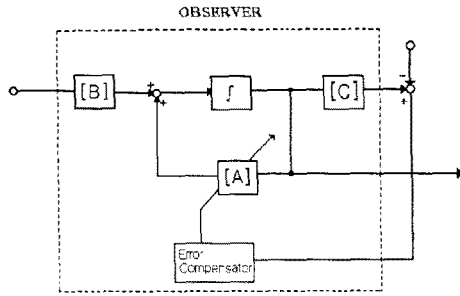 OBSERVER
[B]
+
+
∫
[C]
-
+
[A]
Error
Compensator